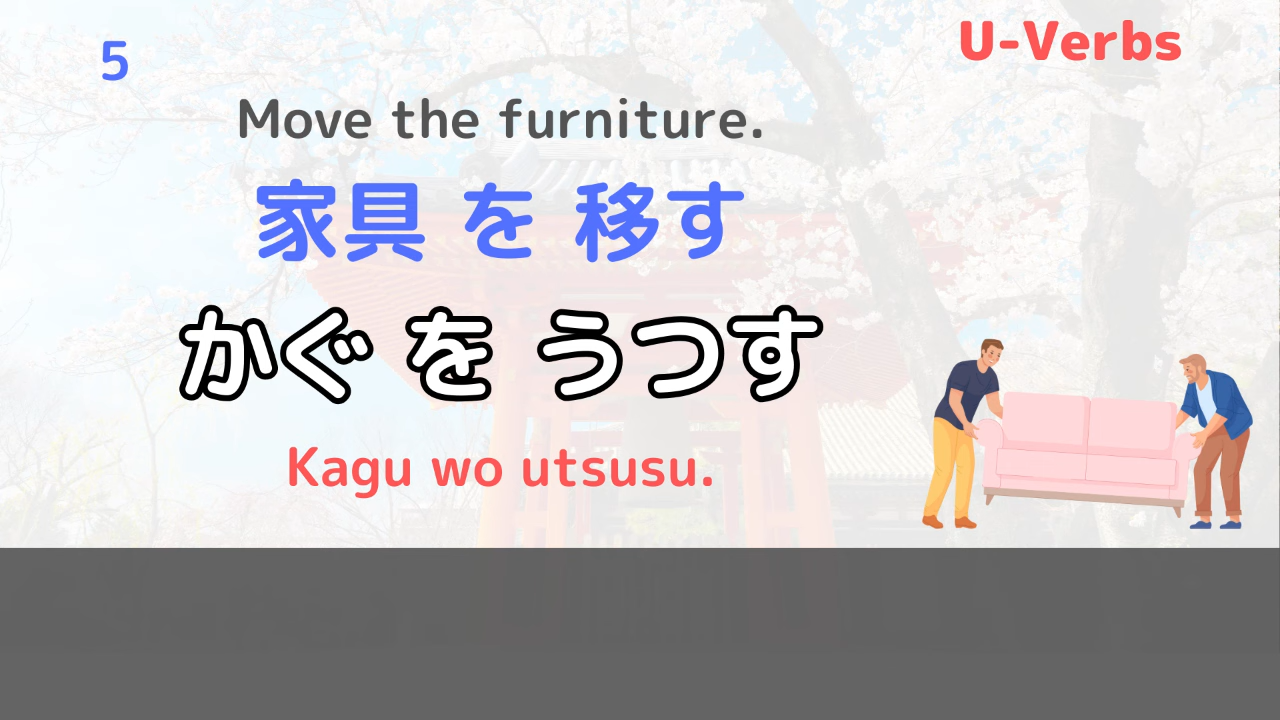 5
U-Verbs
Move the furniture.
家具 を 移す
かぐ を うつす
Kagu wo utsusu.